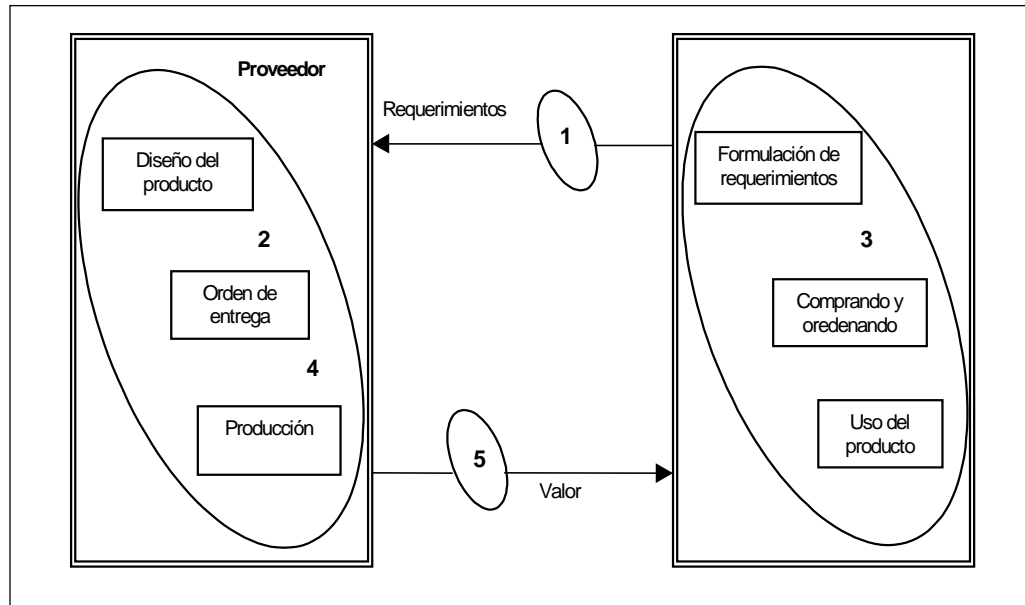 Proveedor
Requerimientos
1
Diseño del
producto
Formulación de
requerimientos
2
3
Orden de
entrega
Comprando y
oredenando
4
Producción
Uso del
producto
5
Valor